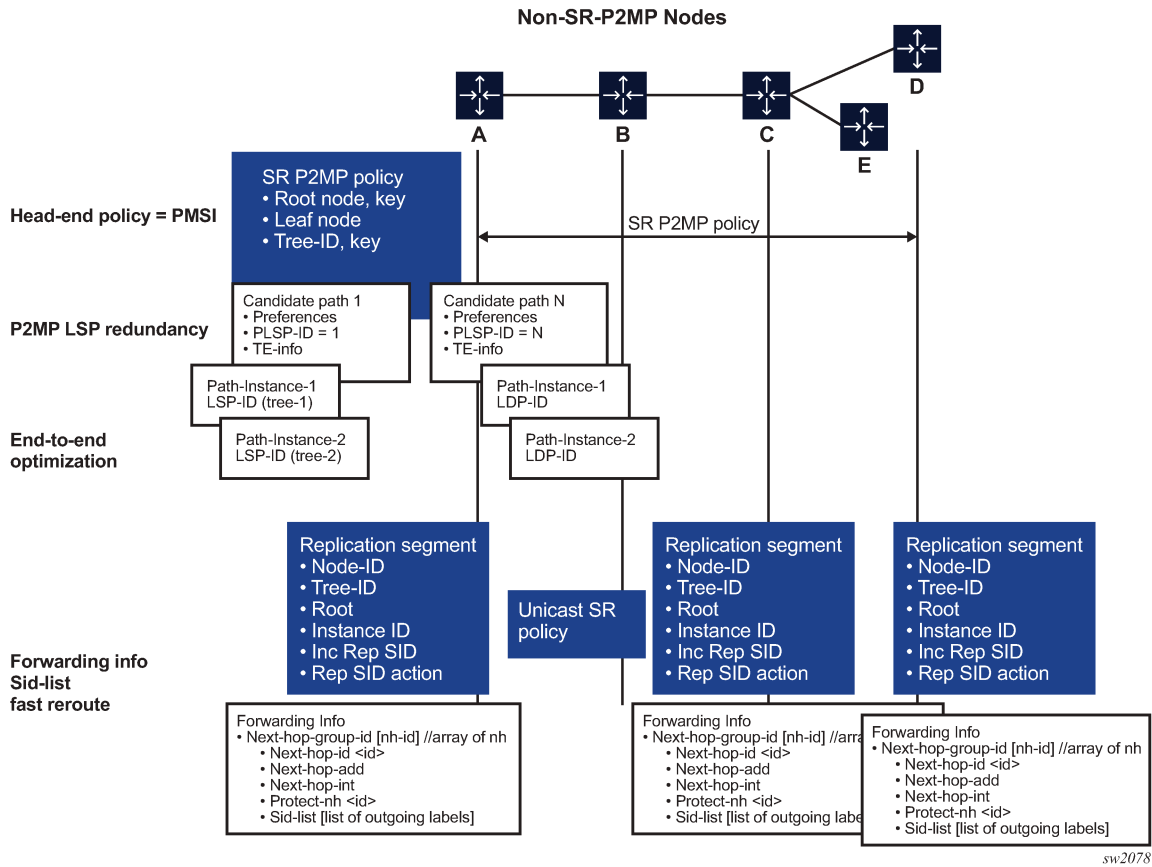 Non-SR-P2MP Nodes
D
A
B
C
E
SR P2MP policy
• Root node, key
• Leaf node
• Tree-ID, key
Head-end policy = PMSI
SR P2MP policy
P2MP LSP redundancy
Candidate path 1
• Preferences
• PLSP-ID = 1
• TE-info
Candidate path N
• Preferences
• PLSP-ID = N
• TE-info
Path-Instance-1
LSP-ID (tree-1)
Path-Instance-1
LDP-ID
End-to-end
optimization
Path-Instance-2
LSP-ID (tree-2)
Path-Instance-2
LDP-ID
Replication segment
• Node-ID
• Tree-ID
• Root
• Instance ID
• Inc Rep SID
• Rep SID action
Unicast SR
policy
Replication segment
• Node-ID
• Tree-ID
• Root
• Instance ID
• Inc Rep SID
• Rep SID action
Replication segment
• Node-ID
• Tree-ID
• Root
• Instance ID
• Inc Rep SID
• Rep SID action
Forwarding info
Sid-list
fast reroute
Forwarding Info
• Next-hop-group-id [nh-id] //array of nh
• Next-hop-id <id>
• Next-hop-add
• Next-hop-int
• Protect-nh <id>
• Sid-list [list of outgoing labels]
Forwarding Info
• Next-hop-group-id [nh-id] //arra
• Next-hop-id <id>
• Next-hop-add
• Next-hop-int
• Protect-nh <id>
• Sid-list [list of outgoing labe
Forwarding Info
• Next-hop-group-id [nh-id] //array of nh
• Next-hop-id <id>
• Next-hop-add
• Next-hop-int
• Protect-nh <id>
• Sid-list [list of outgoing labels]
sw2078